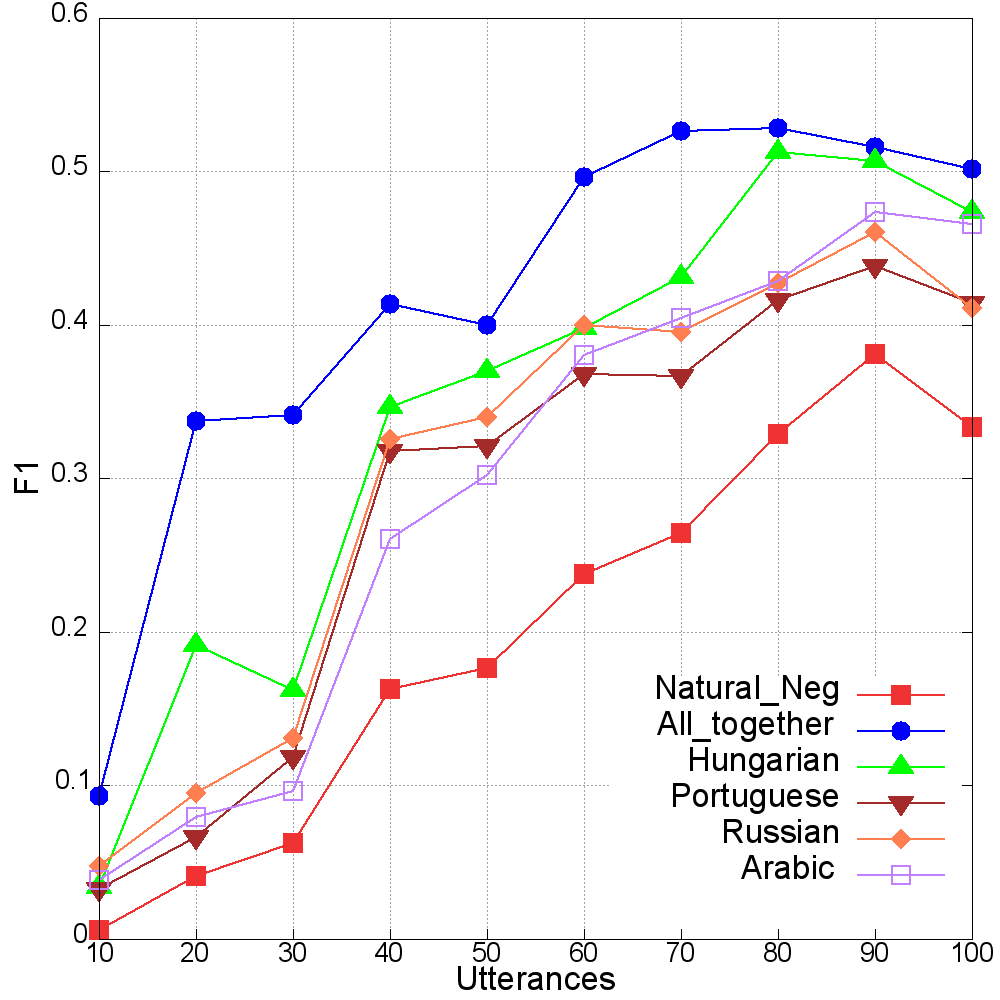 0.6
0.5
0.4
0.3
0.2
0.1
0
F1
Natural_Neg
All_together
Hungarian
Portuguese
Russian
Arabic
10 20 30 40 50 60 70 80 90 100
Utterances